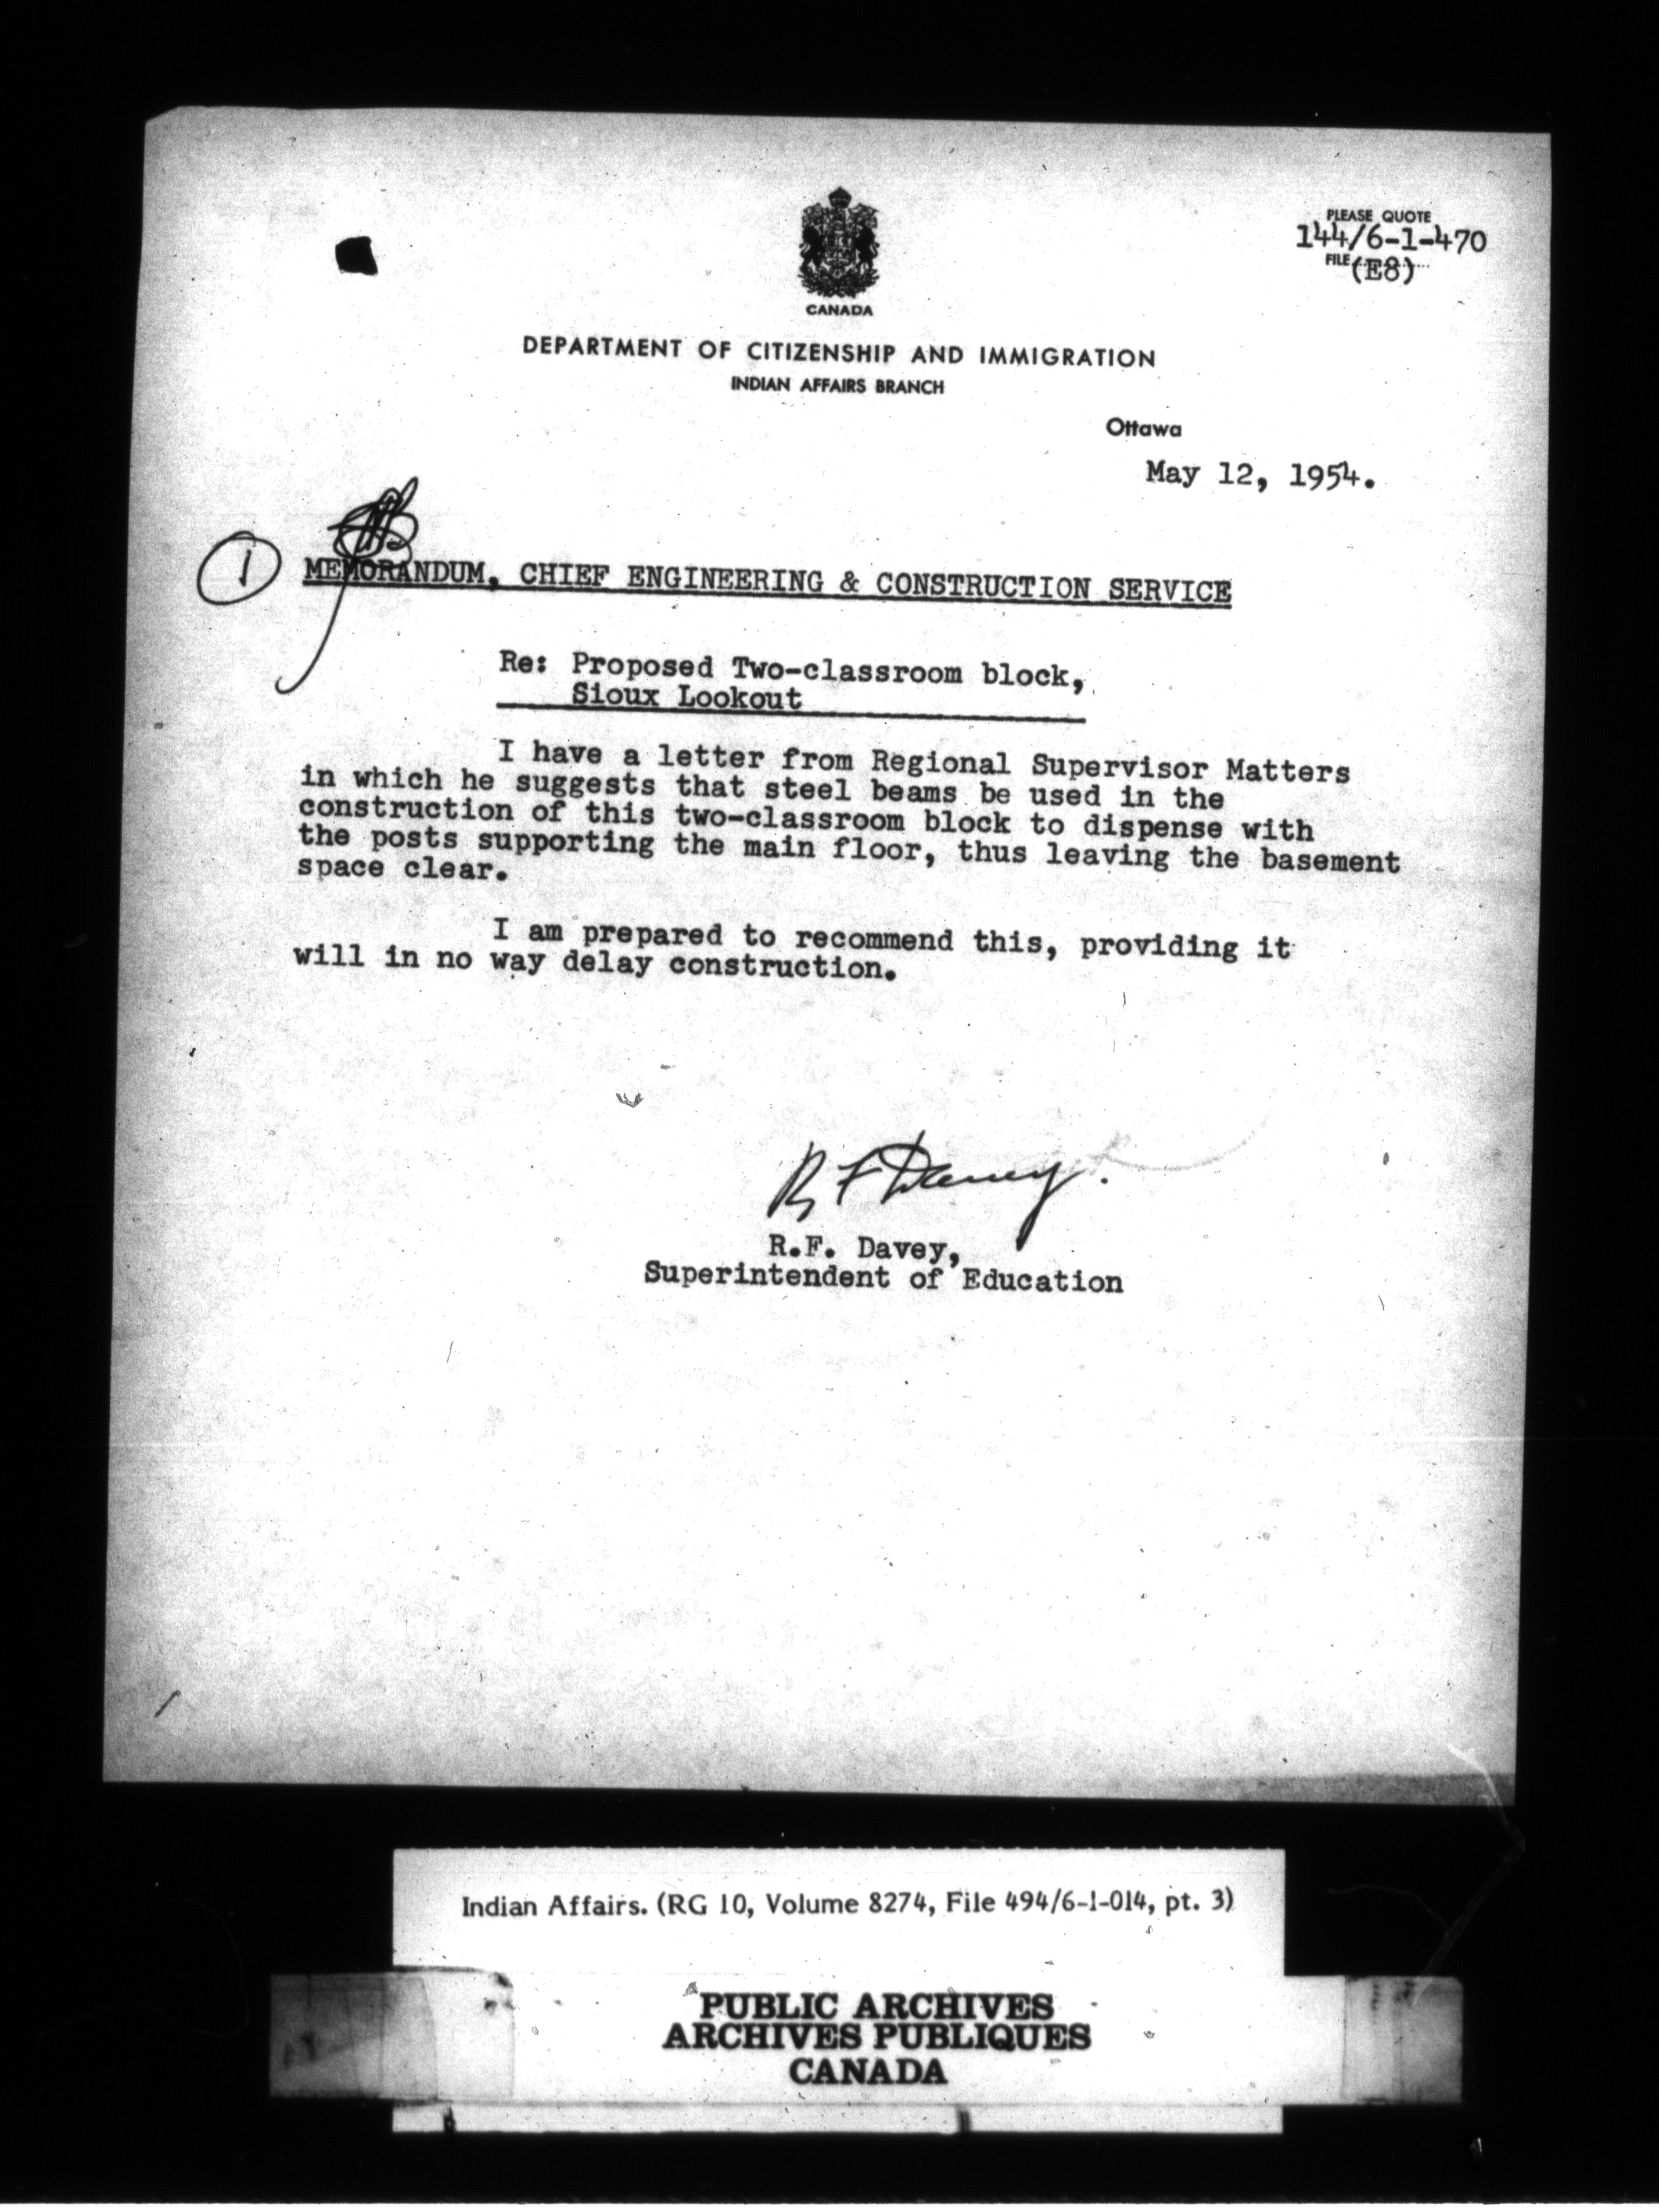 PLEASE QUOTE
144/6-1-470
FILE (E8)
CANADA
DEPARTMENT OF CITIZENSHIP AND IMMIGRATION
INDIAN AFFAIRS BRANCH
Ottawa
May 12, 1954.
1
MEMORANDUM, CHIEF ENGINEERING & CONSTRUCTION SERVICE
Re: Proposed Two-classroom block,
Sioux Lookout
I have a letter from Regional Supervisor Matters
in which he suggests that steel beams be used in the
construction of this two-classroom block to dispense with
the posts supporting the main floor, thus leaving the basement
space clear.
I am prepared to recommend this, providing it
will in no way delay construction.
R F Davey.
R.F. Davey,
Superintendent of Education
Indian Affairs. (RG 10, Volume 8274, File 494/6-1-014, pt. 3)
PUBLIC ARCHIVES
ARCHIVES PUBLIQUES
CANADA